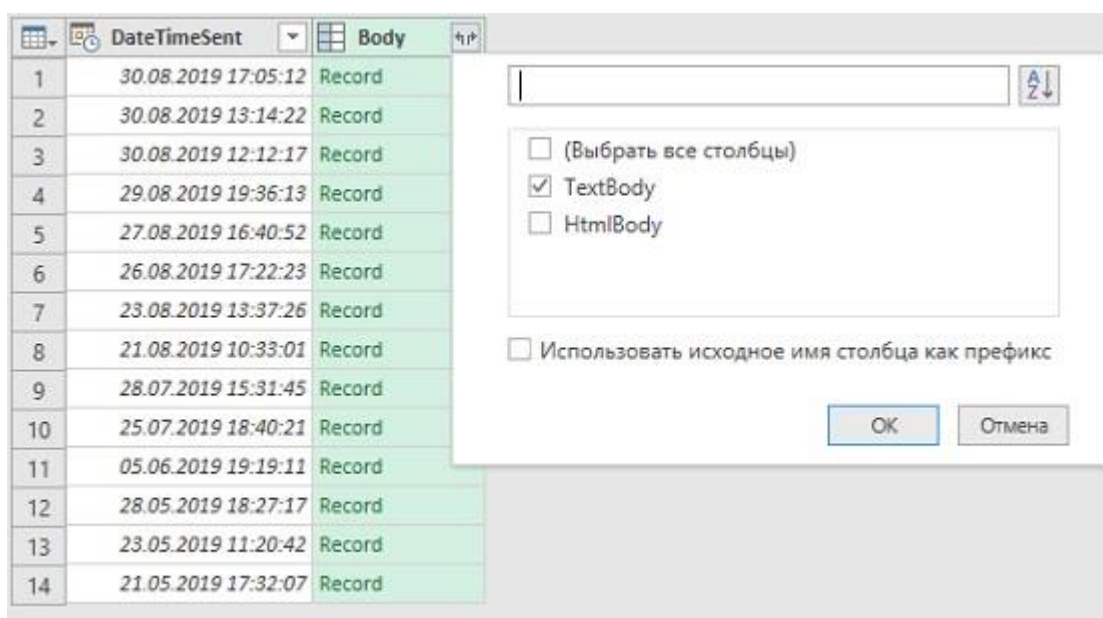 DateTimeSent Body
1 30.08.2019 17:05:12 Record
2 30.08.2019 13:14:22 Record
3 30.08.2019 12:12:17 Record
4 29.08.2019 19:36:13 Record
5 27.08.2019 16:40:52 Record
6 26.08.2019 17:22:23 Record
7 23.08.2019 13:37:26 Record
8 21.08.2019 10:33:01 Record
9 28.07.2019 15:31:45 Record
10 25.07.2019 18:40:21 Record
11 05.06.2019 19:19:11 Record
12 28.05.2019 18:27:17 Record
13 23.05.2019 11:20:42 Record
14 21.05.2019 17:32:07 Record
AZ
(Выбрать все столбцы)
TextBody
HtmlBody
Использовать исходное имя столбца как префикс
ОК Отмена